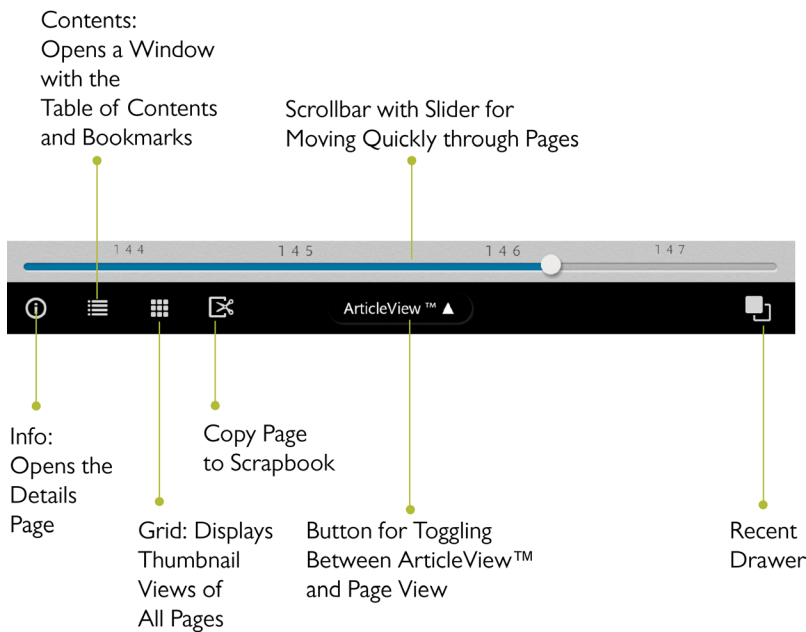 Contents:
Opens a Window
with the
Table of Contents
and Bookmarks
Scrollbar with Slider for
Moving Quickly through Pages
144 145 146 147
ArticleView ™ ▲
Info:
Opens the
Details
Page
Copy Page
to Scrapbook
Grid: Displays
Thumbnail
Views of
All Pages
Button for Toggling
Between ArticleView™
and Page View
Recent
Drawer